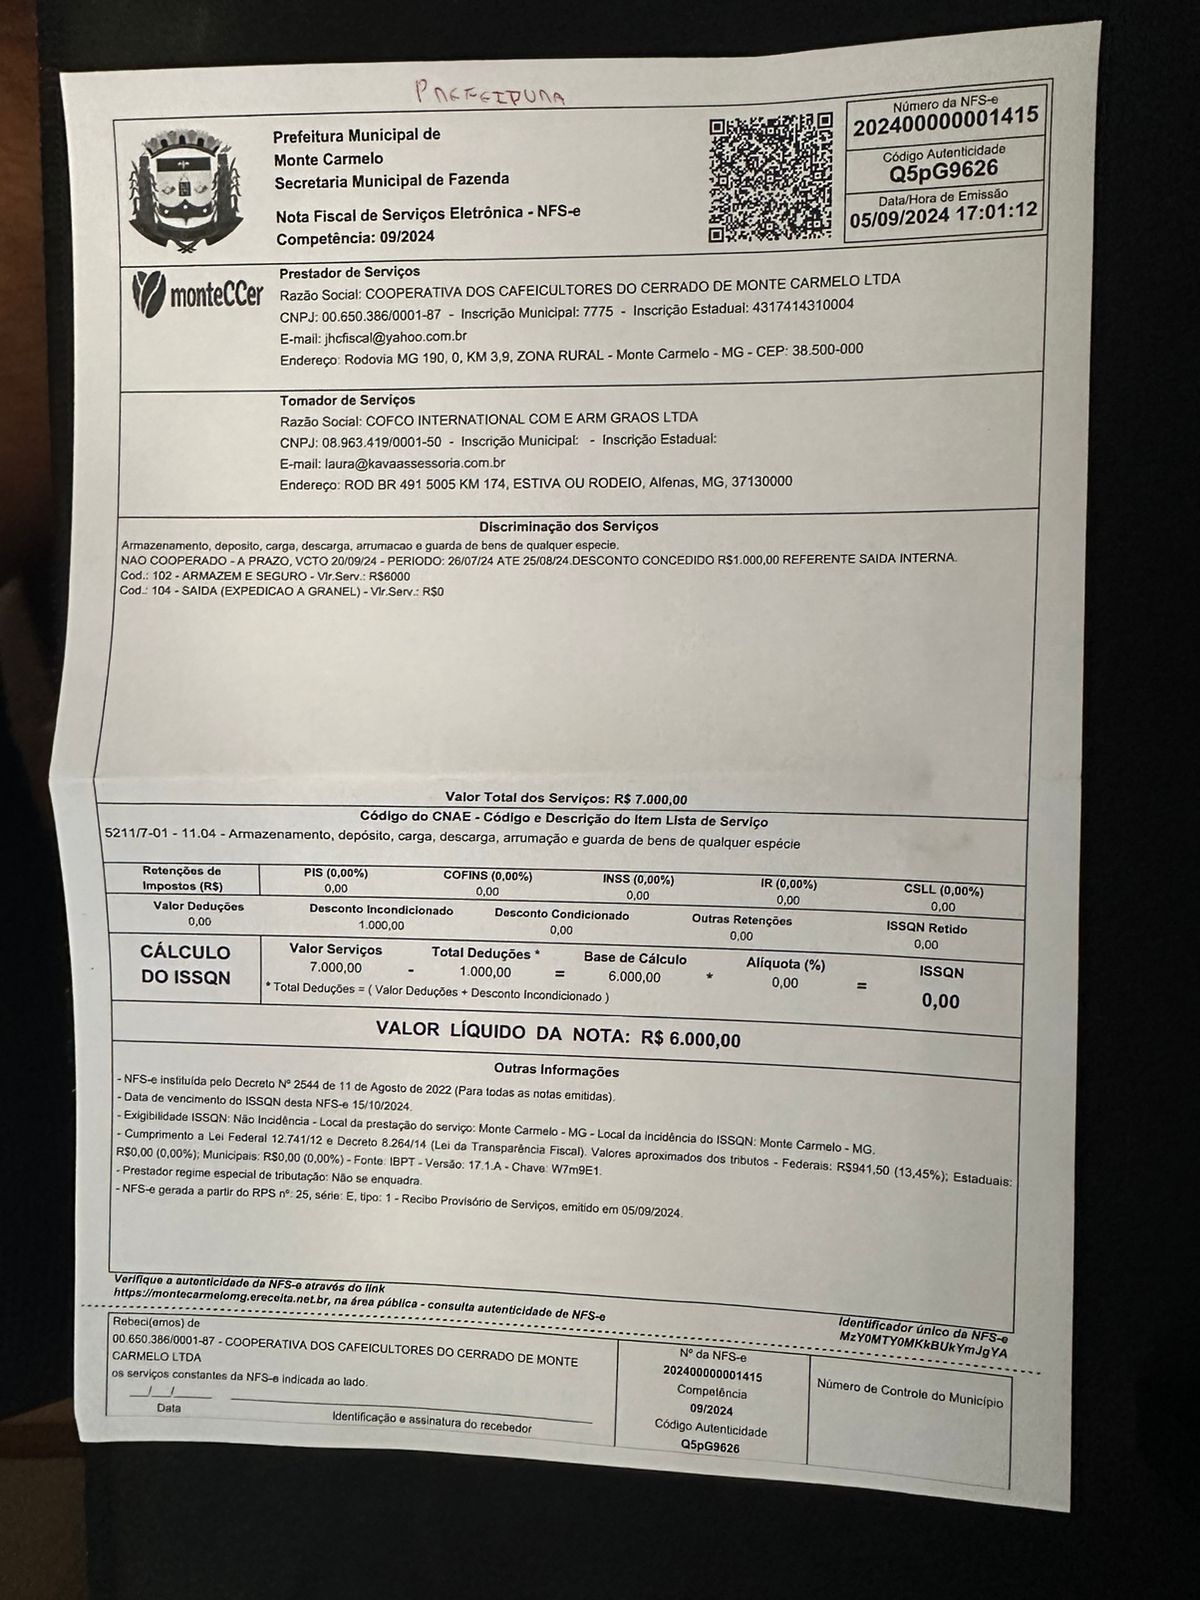 PREFEIDURA
Prefeitura Municipal de
Monte Carmelo
Secretaria Municipal de Fazenda
Nota Fiscal de Serviços Eletrônica - NFS-e
Competência: 09/2024
Número da NFS-e
202400000001415
Código Autenticidade
Q5pG9626
Data/Hora de Emissão
05/09/2024 17:01:12
monteCCer
Prestador de Serviços
Razão Social: COOPERATIVA DOS CAFEICULTORES DO CERRADO DE MONTE CARMELO LTDA
CNPJ: 00.650.386/0001-87 - Inscrição Municipal: 7775 - Inscrição Estadual: 4317414310004
E-mail: jhcfiscal@yahoo.com.br
Endereço: Rodovia MG 190, 0, KM 3,9, ZONA RURAL - Monte Carmelo - MG - CEP: 38.500-000
Tomador de Serviços
Razão Social: COFCO INTERNATIONAL COM E ARM GRAOS LTDA
CNPJ: 08.963.419/0001-50 - Inscrição Municipal: - Inscrição Estadual:
E-mail: laura@kavaassessoria.com.br
Endereço: ROD BR 491 5005 KM 174, ESTIVA OU RODEIO, Alfenas, MG, 37130000
Discriminação dos Serviços
Armazenamento, deposito, carga, descarga, arrumacao e guarda de bens de qualquer especie.
NAO COOPERADO - A PRAZO, VCTO 20/09/24 - PERIODO: 26/07/24 ATE 25/08/24.DESCONTO CONCEDIDO R$1.000,00 REFERENTE SAIDA INTERNA.
Cod.: 102 - ARMAZEM E SEGURO - Vlr.Serv.: R$6000
Cod.: 104 - SAIDA (EXPEDICAO A GRANEL) - Vlr.Serv.: R$0
Valor Total dos Serviços: R$ 7.000,00
Código do CNAE - Código e Descrição do Item Lista de Serviço
5211/7-01 - 11.04 - Armazenamento, depósito, carga, descarga, arrumação e guarda de bens de qualquer espécie
Retenções de Impostos (R$)
PIS (0,00%) COFINS (0,00%) INSS (0,00%) IR (0,00%) CSLL (0,00%)
0,00 0,00 0,00 0,00 0,00
Valor Deduções Desconto Incondicionado Desconto Condicionado Outras Retenções ISSQN Retido
0,00 1.000,00 0,00 0,00 0,00
CÁLCULO DO ISSQN
Valor Serviços Total Deduções * Base de Cálculo Alíquota (%) ISSQN
7.000,00 - 1.000,00 = 6.000,00 * 0,00 = 0,00
* Total Deduções = ( Valor Deduções + Desconto Incondicionado )
VALOR LÍQUIDO DA NOTA: R$ 6.000,00
Outras Informações
- NFS-e instituída pelo Decreto Nº 2544 de 11 de Agosto de 2022 (Para todas as notas emitidas).
- Data de vencimento do ISSQN desta NFS-e 15/10/2024.
- Exigibilidade ISSQN: Não Incidência - Local da prestação do serviço: Monte Carmelo - MG - Local da incidência do ISSQN: Monte Carmelo - MG.
- Cumprimento a Lei Federal 12.741/12 e Decreto 8.264/14 (Lei da Transparência Fiscal). Valores aproximados dos tributos - Federais: R$941,50 (13,45%); Estaduais:
R$0,00 (0,00%); Municipais: R$0,00 (0,00%) - Fonte: IBPT - Versão: 17.1.A - Chave: W7m9E1.
- Prestador regime especial de tributação: Não se enquadra.
- NFS-e gerada a partir do RPS nº: 25, série: E, tipo: 1 - Recibo Provisório de Serviços, emitido em 05/09/2024.
Verifique a autenticidade da NFS-e através do link
https://montecarmelomg.ereceita.net.br, na área pública - consulta autenticidade de NFS-e
Identificador único da NFS-e
MzY0MTY0MKkBUkYmJgYA
Rebeci(emos) de
00.650.386/0001-87 - COOPERATIVA DOS CAFEICULTORES DO CERRADO DE MONTE
CARMELO LTDA
os serviços constantes da NFS-e indicada ao lado.
__/__/____
Data
Identificação e assinatura do recebedor
Nº da NFS-e
202400000001415
Competência
09/2024
Código Autenticidade
Q5pG9626
Número de Controle do Município